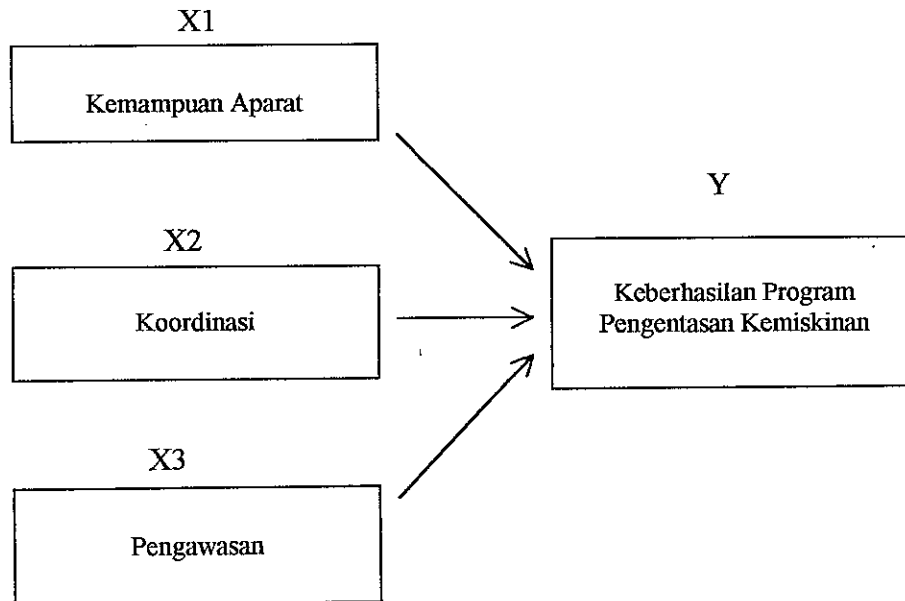 X1
Kemampuan Aparat
Y
X2
Koordinasi
Keberhasilan Program
Pengentasan Kemiskinan
X3
Pengawasan